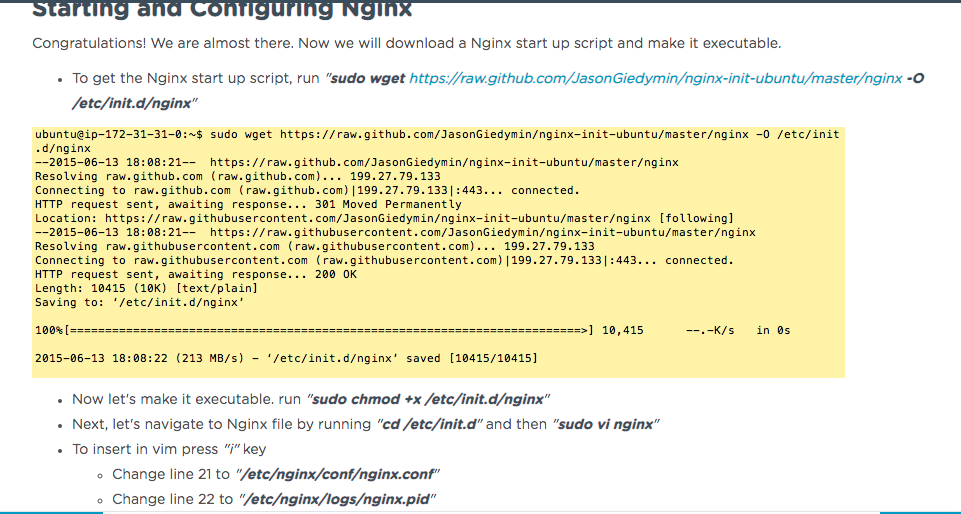 Starting and Configuring Nginx
Congratulations! We are almost there. Now we will download a Nginx start up script and make it executable.
• To get the Nginx start up script, run "sudo wget https://raw.github.com/JasonGiedymin/nginx-init-ubuntu/master/nginx -O
/etc/init.d/nginx"
ubuntu@ip-172-31-31-0:~$ sudo wget https://raw.github.com/JasonGiedymin/nginx-init-ubuntu/master/nginx -O /etc/init
.d/nginx
--2015-06-13 18:08:21--  https://raw.github.com/JasonGiedymin/nginx-init-ubuntu/master/nginx
Resolving raw.github.com (raw.github.com)... 199.27.79.133
Connecting to raw.github.com (raw.github.com)|199.27.79.133|:443... connected.
HTTP request sent, awaiting response... 301 Moved Permanently
Location: https://raw.githubusercontent.com/JasonGiedymin/nginx-init-ubuntu/master/nginx [following]
--2015-06-13 18:08:21--  https://raw.githubusercontent.com/JasonGiedymin/nginx-init-ubuntu/master/nginx
Resolving raw.githubusercontent.com (raw.githubusercontent.com)... 199.27.79.133
Connecting to raw.githubusercontent.com (raw.githubusercontent.com)|199.27.79.133|:443... connected.
HTTP request sent, awaiting response... 200 OK
Length: 10415 (10K) [text/plain]
Saving to: ‘/etc/init.d/nginx’
100%[=========================================================================>] 10,415      --.-K/s   in 0s
2015-06-13 18:08:22 (213 MB/s) - ‘/etc/init.d/nginx’ saved [10415/10415]
• Now let's make it executable. run "sudo chmod +x /etc/init.d/nginx"
• Next, let's navigate to Nginx file by running "cd /etc/init.d" and then "sudo vi nginx"
• To insert in vim press "i" key
◦ Change line 21 to "/etc/nginx/conf/nginx.conf"
◦ Change line 22 to "/etc/nginx/logs/nginx.pid"